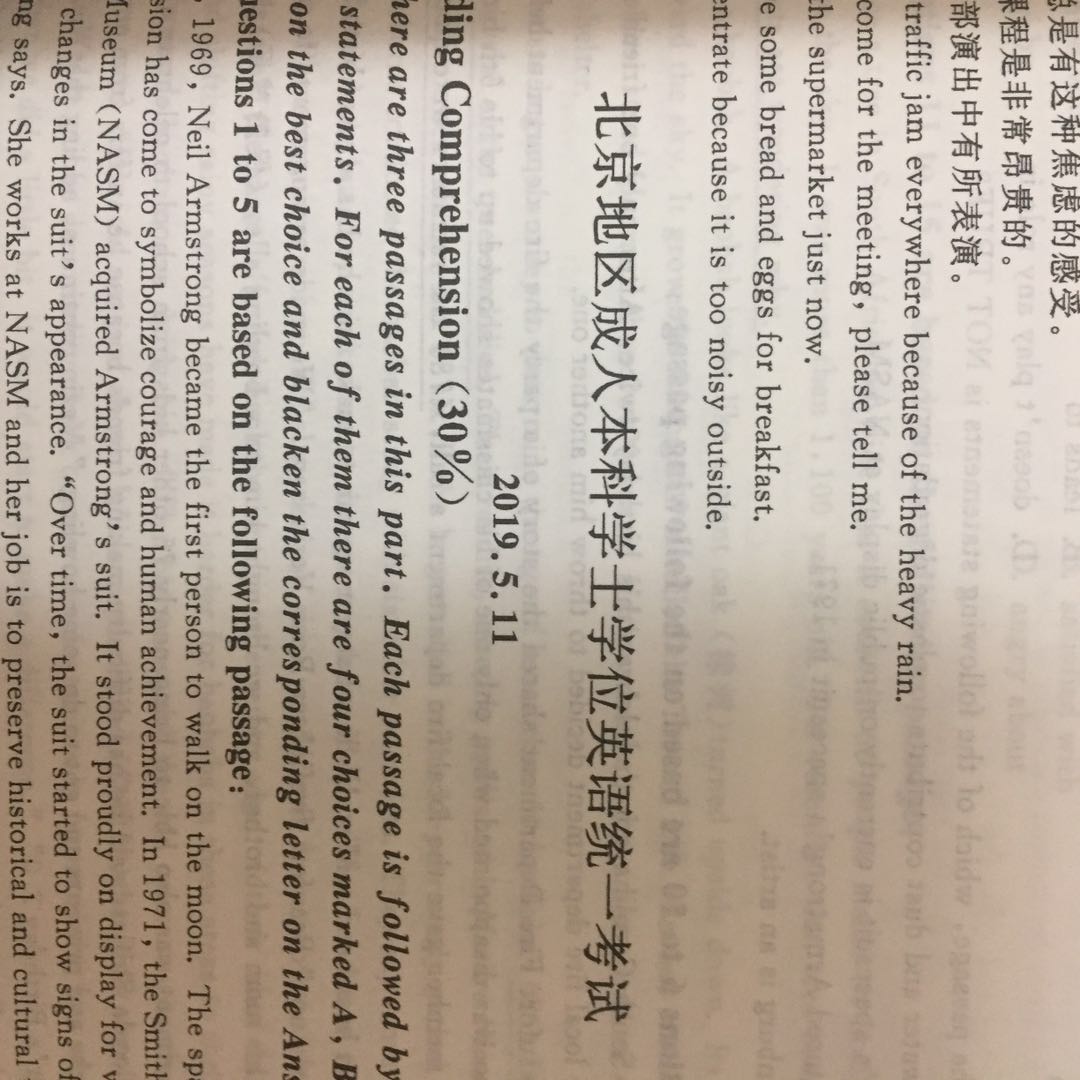 是有这种焦虑的感受。
程是非常昂贵的。
部演出中有所表演。
traffic jam everywhere because of the heavy rain.
come for the meeting, please tell me.
the supermarket just now.
e some bread and eggs for breakfast.
entrate because it is too noisy outside.
北京地区成人本科学士学位英语统一考试
2019.5.11
ding Comprehension (30%)
here are three passages in this part. Each passage is followed by
statements. For each of them there are four choices marked A, B
on the best choice and blacken the corresponding letter on the Ans
uestions 1 to 5 are based on the following passage:
, 1969, Neil Armstrong became the first person to walk on the moon. The spa
sion has come to symbolize courage and human achievement. In 1971, the Smith
Museum (NASM) acquired Armstrong's suit. It stood proudly on display for
changes in the suit's appearance. "Over time, the suit started to show signs of
ng says. She works at NASM and her job is to preserve historical and cultural